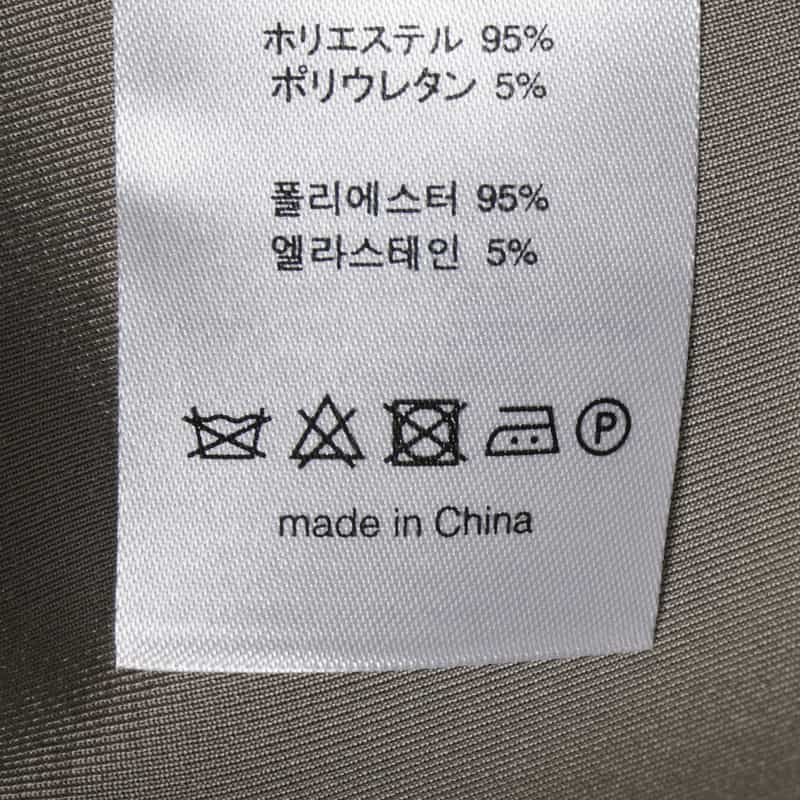 ホリエステル 95%
ポリウレタン 5%
폴리에스터 95%
엘라스테인 5%
P
made in China